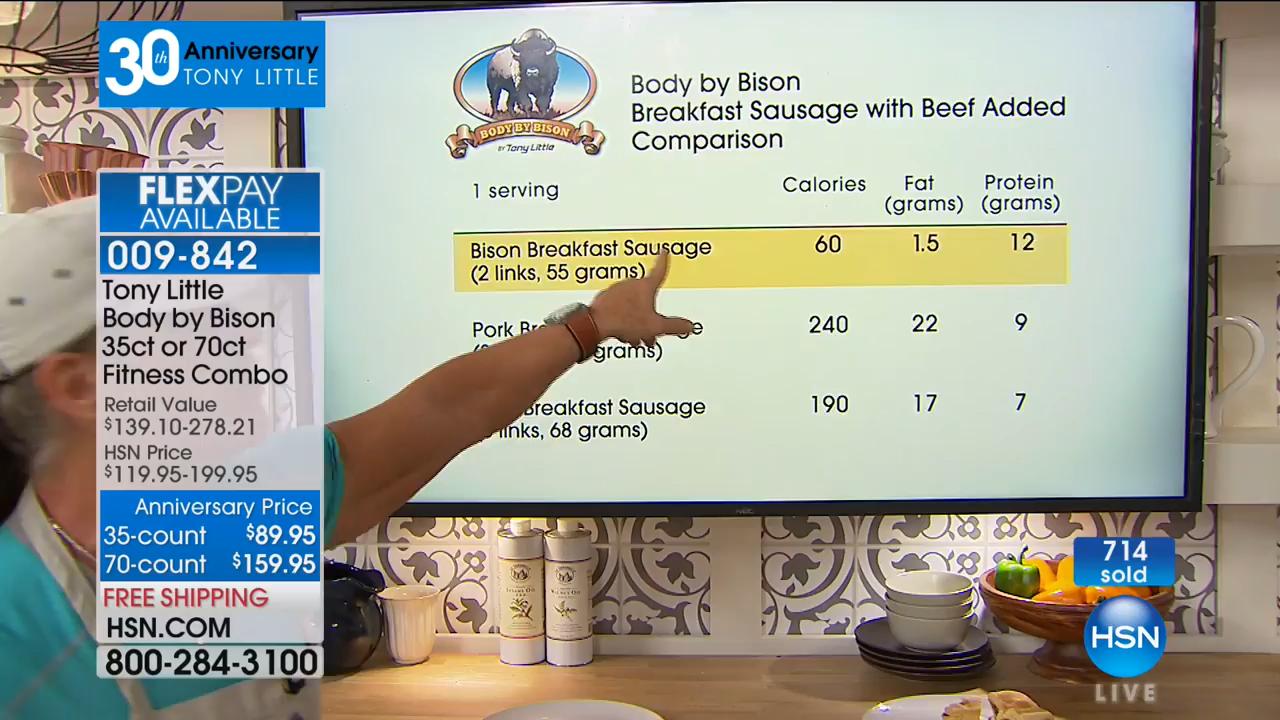 30th Anniversary
TONY LITTLE
FLEXPAY
AVAILABLE
009-842
Tony Little
Body by Bison
35ct or 70ct
Fitness Combo
Retail Value
$139.10-278.21
HSN Price
$119.95-199.95
Anniversary Price
35-count $89.95
70-count $159.95
FREE SHIPPING
HSN.COM
800-284-3100
BODY BY BISON
BY Tony Little
Body by Bison
Breakfast Sausage with Beef Added
Comparison
1 serving
Calories Fat (grams) Protein (grams)
Bison Breakfast Sausage 60 1.5 12
(2 links, 55 grams)
Pork 240 22 9
grams)
Breakfast Sausage 190 17 7
links, 68 grams)
NEC
714
sold
HSN
LIVE